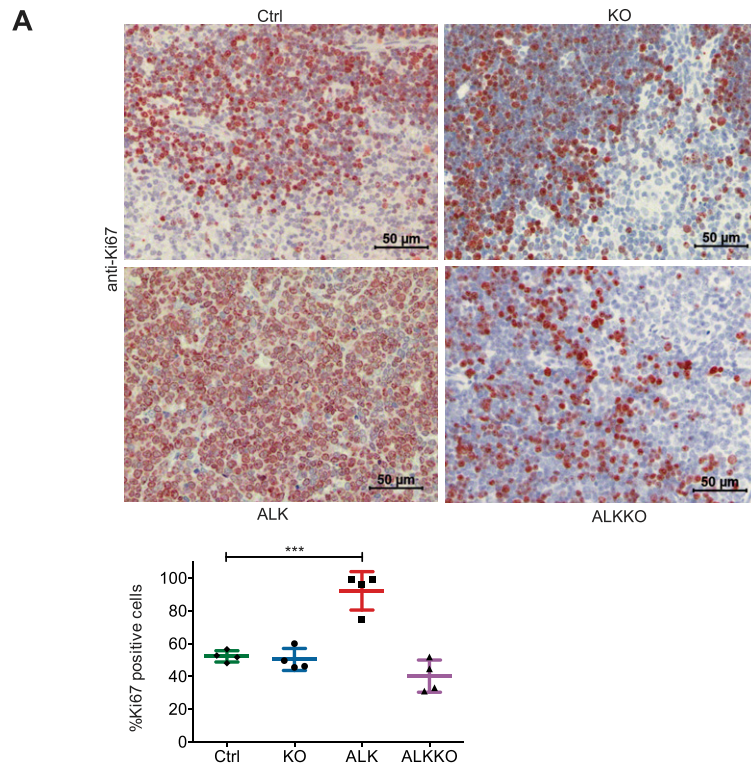 A
Ctrl
KO
anti-Ki67
50 µm
50 µm
50 µm
50 µm
ALK
ALKKO
***
%Ki67 positive cells
100
80
60
40
20
0
Ctrl
KO
ALK
ALKKO